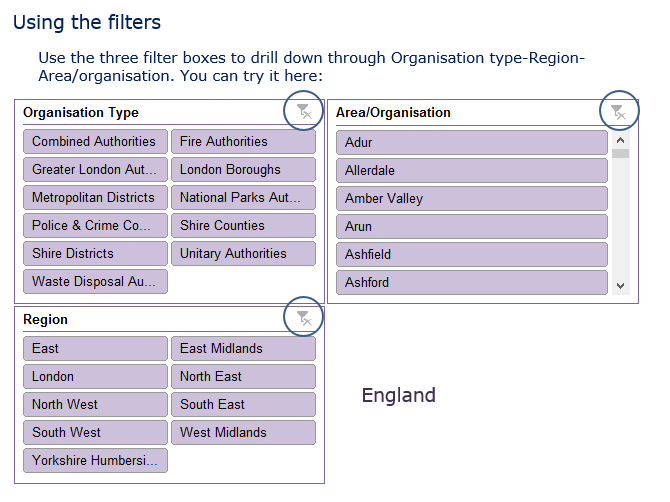 Using the filters
Use the three filter boxes to drill down through Organisation type-Region-
Area/organisation. You can try it here:
Organisation Type
Combined Authorities
Fire Authorities
Greater London Aut...
London Boroughs
Metropolitan Districts
National Parks Aut...
Police & Crime Co...
Shire Counties
Shire Districts
Unitary Authorities
Waste Disposal Au...
Area/Organisation
Adur
Allerdale
Amber Valley
Arun
Ashfield
Ashford
Region
East
East Midlands
London
North East
North West
South East
South West
West Midlands
Yorkshire Humbersi...
England